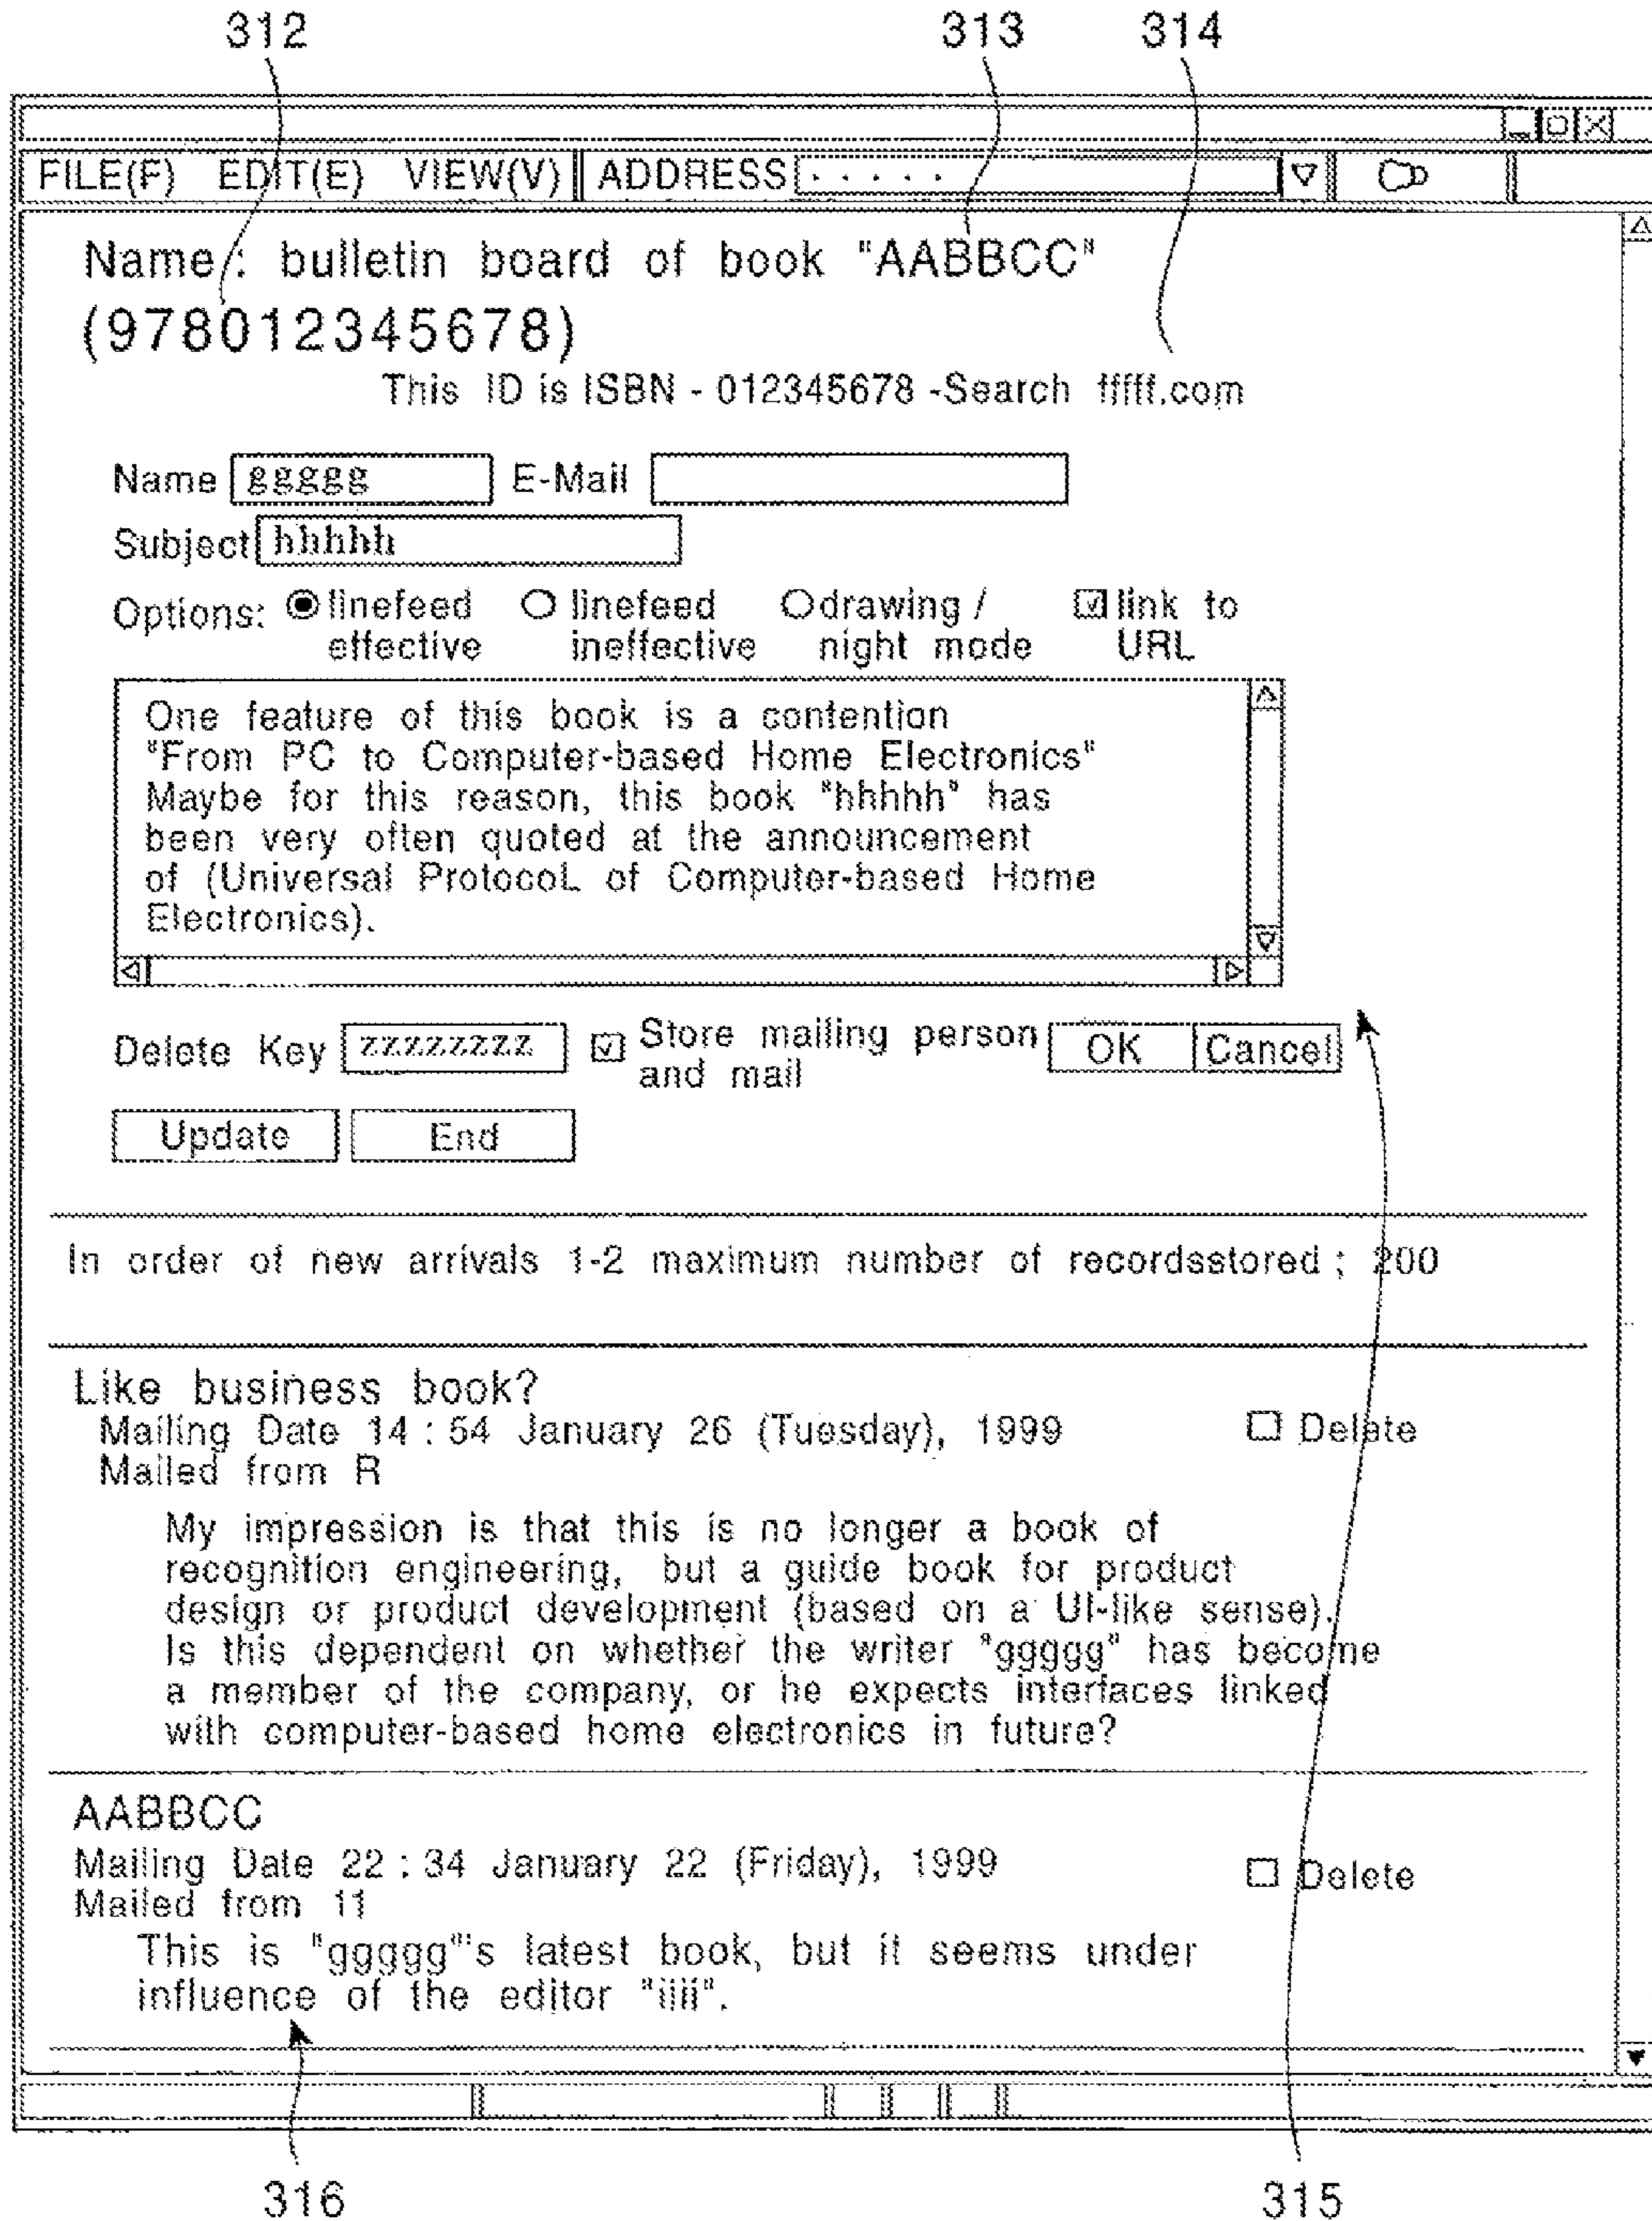 312 313 314
FILE(F) EDIT(E) VIEW(V) ADDRESS . . . . .
Name : bulletin board of book "AABBCC"
(978012345678)
This ID is ISBN - 012345678 -Search fffff.com
Name ggggg E-Mail
Subject hhhhh
Options: linefeed effective linefeed ineffective drawing / night mode link to URL
One feature of this book is a contention
"From PC to Computer-based Home Electronics"
Maybe for this reason, this book "hhhhh" has
been very often quoted at the announcement
of (Universal ProtocoL of Computer-based Home
Electronics).
Delete Key zzzzzzzz Store mailing person and mail OK Cancel
Update End
In order of new arrivals 1-2 maximum number of recordsstored ; 200
Like business book?
Mailing Date 14 : 54 January 26 (Tuesday), 1999 Delete
Mailed from R
My impression is that this is no longer a book of
recognition engineering, but a guide book for product
design or product development (based on a UI-like sense).
Is this dependent on whether the writer "ggggg" has become
a member of the company, or he expects interfaces linked
with computer-based home electronics in future?
AABBCC
Mailing Date 22 : 34 January 22 (Friday), 1999 Delete
Mailed from 11
This is "ggggg"'s latest book, but it seems under
influence of the editor "iiiii".
316 315